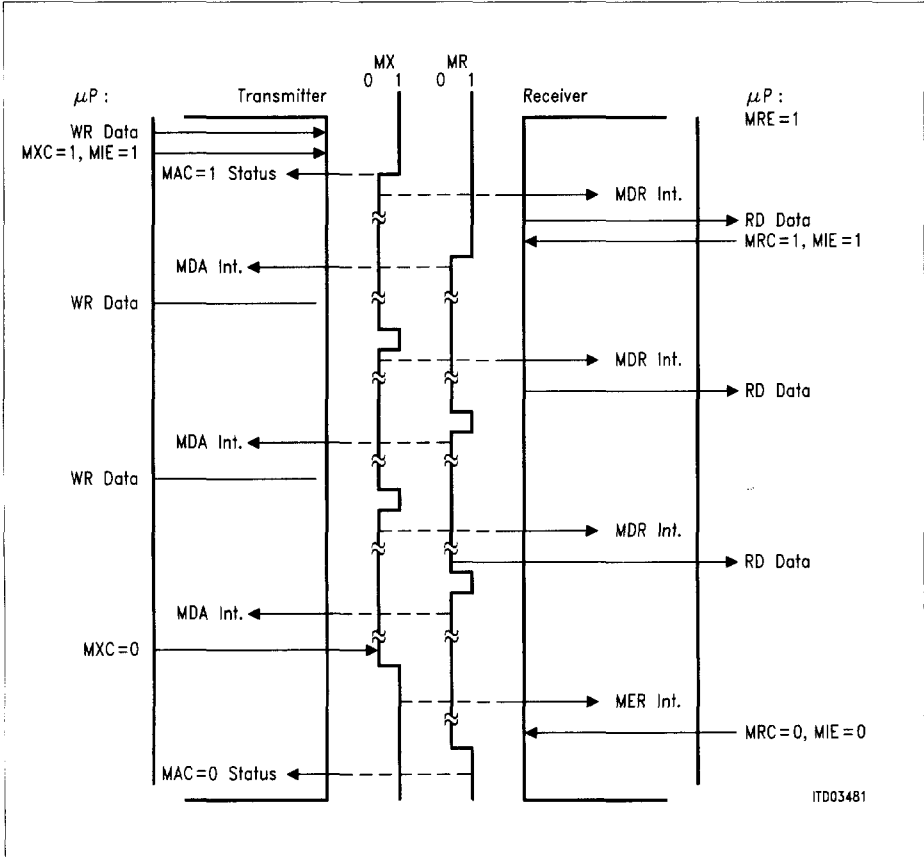 MX MR
0 1 0 1
μP: Transmitter Receiver μP:
MRE=1
WR Data
MXC=1, MIE=1
MAC=1 Status
MDR Int.
RD Data
MRC=1, MIE=1
MDA Int.
WR Data
MDR Int.
RD Data
MDA Int.
WR Data
MDR Int.
RD Data
MDA Int.
MXC=0
MER Int.
MRC=0, MIE=0
MAC=0 Status
ITD03481